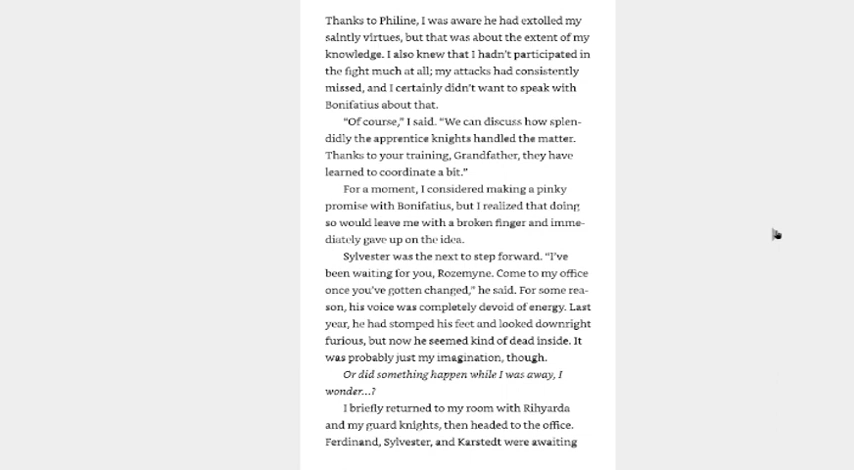 Thanks to Philine, I was aware he had extolled my
saintly virtues, but that was about the extent of my
knowledge. I also knew that I hadn't participated in
the fight much at all; my attacks had consistently
missed, and I certainly didn't want to speak with
Bonifatius about that.
“Of course,” I said. “We can discuss how splen-
didly the apprentice knights handled the matter.
Thanks to your training, Grandfather, they have
learned to coordinate a bit.”
For a moment, I considered making a pinky
promise with Bonifatius, but I realized that doing
so would leave me with a broken finger and imme-
diately gave up on the idea.
Sylvester was the next to step forward. “I've
been waiting for you, Rozemyne. Come to my office
once you've gotten changed,” he said. For some rea-
son, his voice was completely devoid of energy. Last
year, he had stomped his feet and looked downright
furious, but now he seemed kind of dead inside. It
was probably just my imagination, though.
Or did something happen while I was away, I
wonder...?
I briefly returned to my room with Rihyarda
and my guard knights, then headed to the office.
Ferdinand, Sylvester, and Karstedt were awaiting